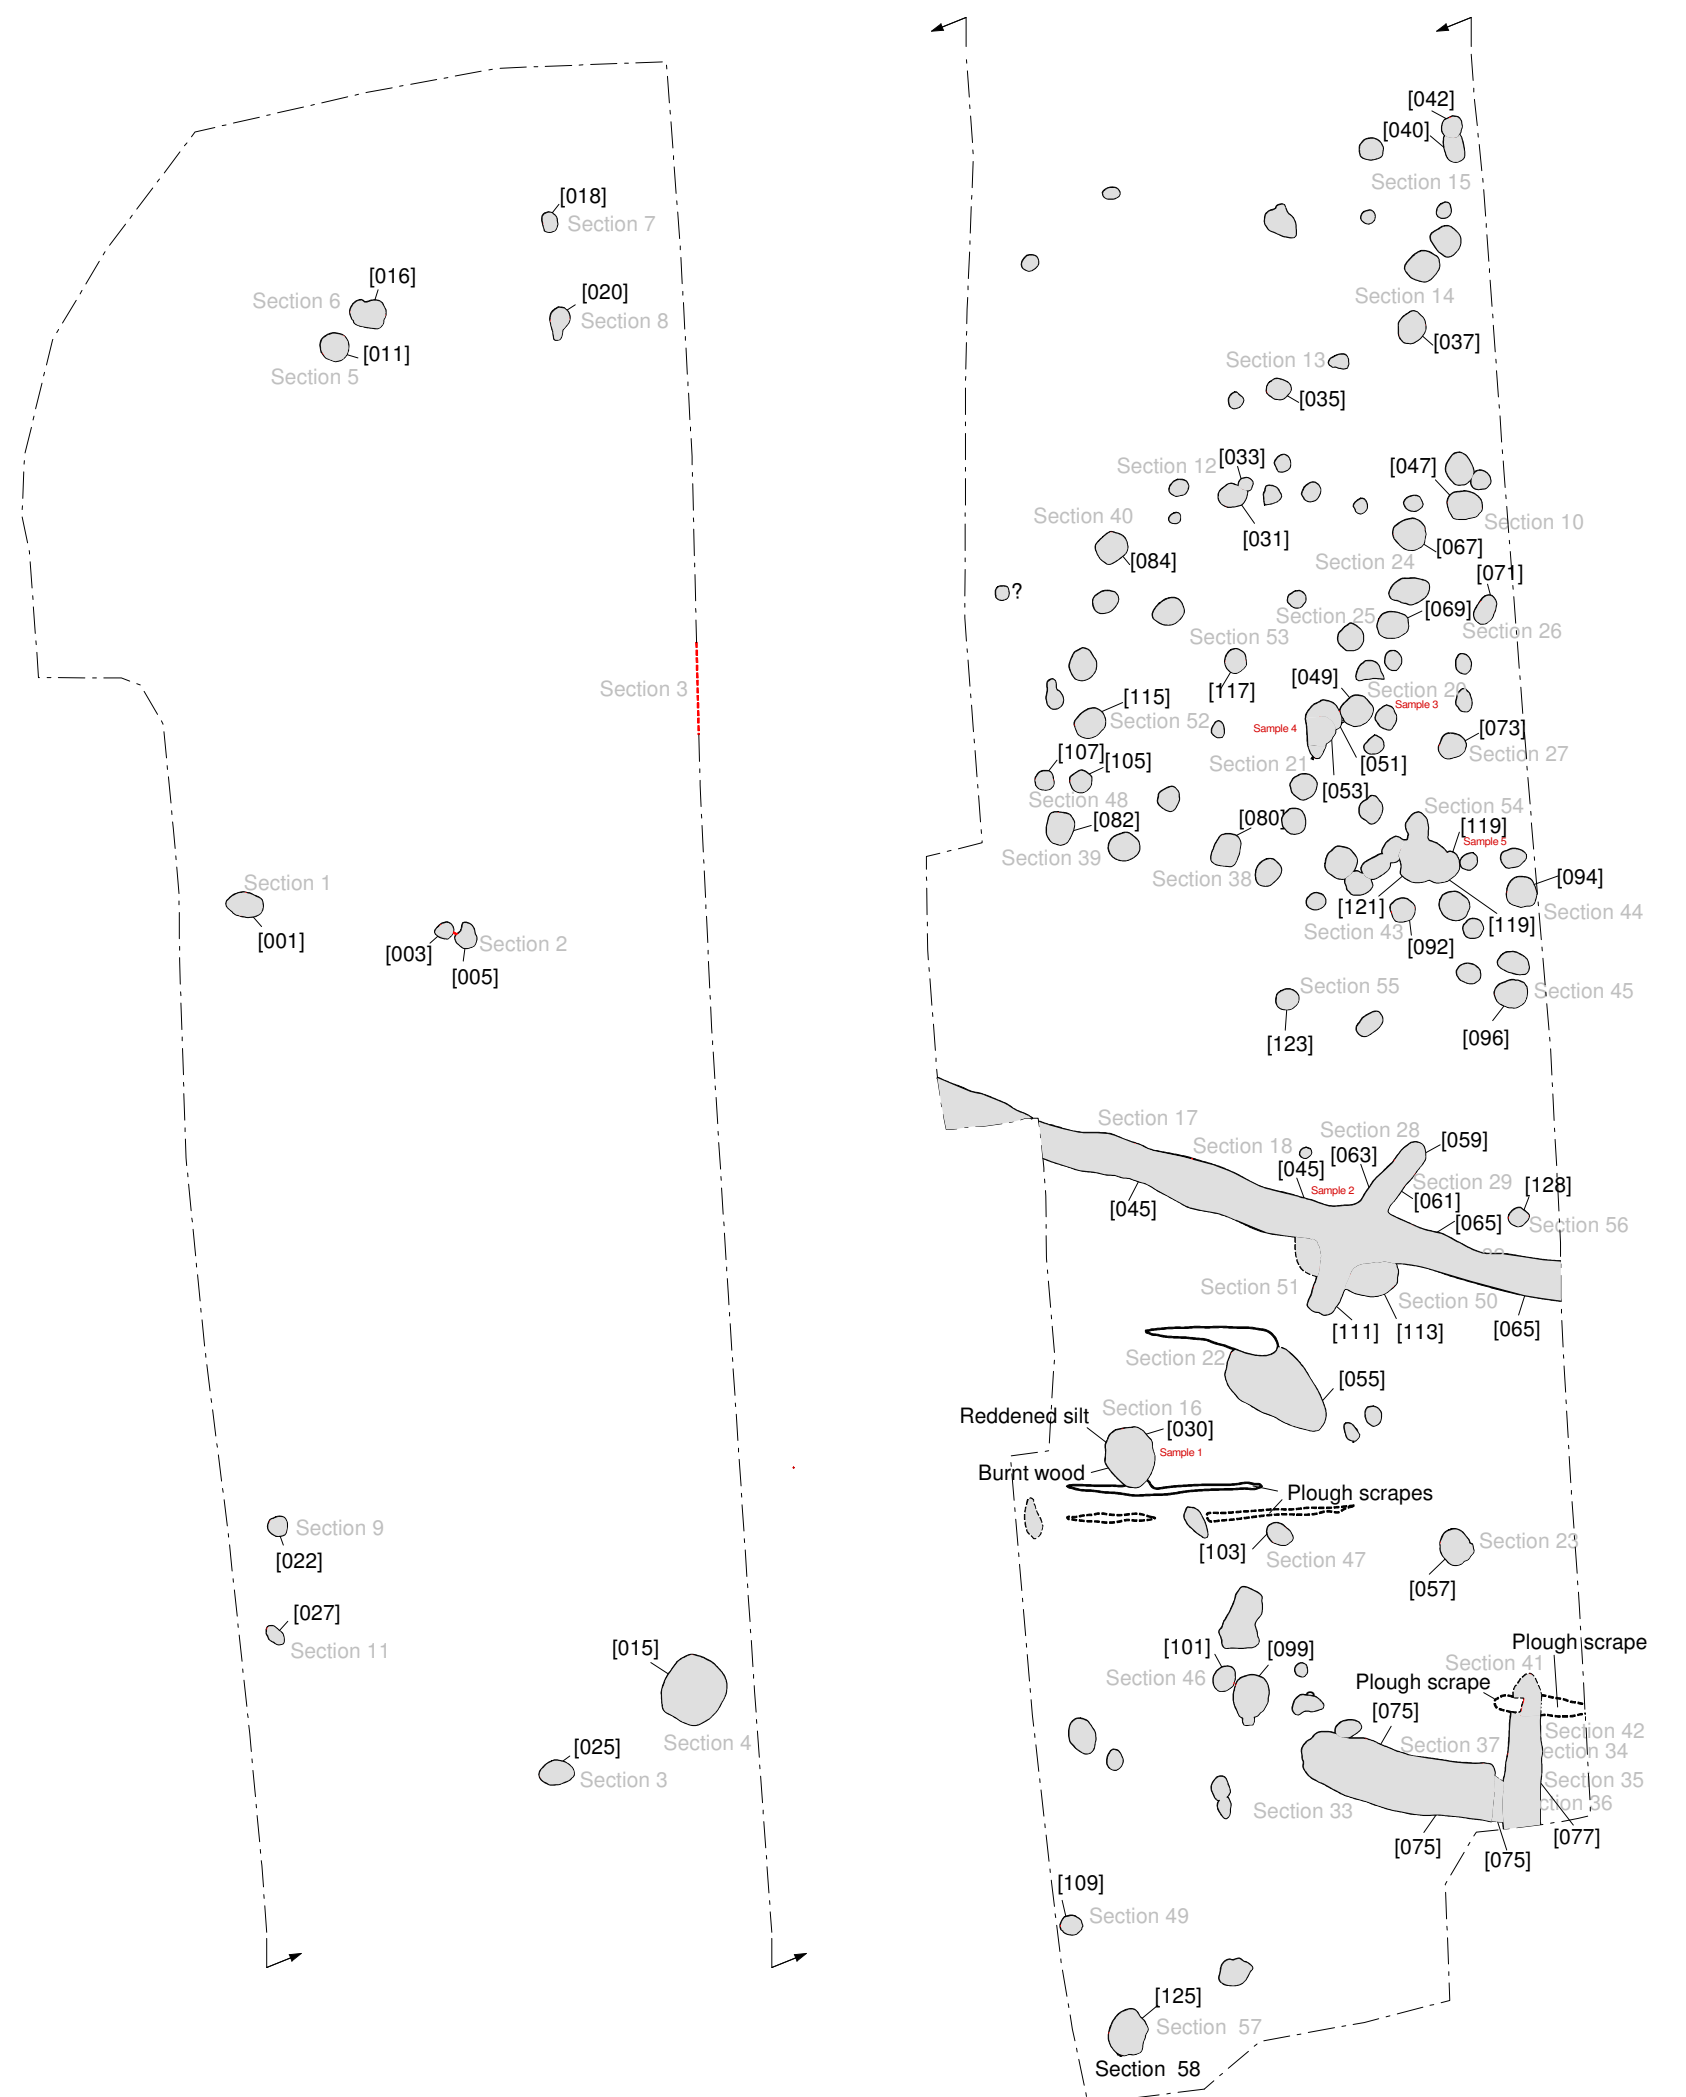 [018]
Section 7
[016]
Section 6
[020]
Section 8
[011]
Section 5
Section 3
Section 1
[001]
[003]
Section 2
[005]
Section 9
[022]
[027]
Section 11
[015]
Section 4
[025]
Section 3
[042]
[040]
Section 15
Section 14
[037]
Section 13
[035]
[033]
Section 12
[047]
Section 40
Section 10
[031]
[067]
[084]
Section 24
[071]
?
[069]
Section 25
Section 26
Section 53
[049]
[117]
Section 20
[115]
Sample 3
Section 52
Sample 4
[073]
[107]
Section 27
[105]
Section 21
[051]
[053]
Section 48
Section 54
[082]
[080]
[119]
Sample 5
Section 39
Section 38
[094]
[121]
Section 44
[119]
Section 43
[092]
Section 55
Section 45
[096]
[123]
Section 17
Section 28
Section 18
[059]
[063]
[045]
Section 29
Sample 2
[128]
[061]
[045]
[065]
Section 56
Section 51
Section 50
[111]
[113]
[065]
Section 22
[055]
Section 16
Reddened silt
[030]
Sample 1
Burnt wood
Plough scrapes
[103]
Section 47
Section 23
[057]
Plough scrape
[101]
[099]
Section 41
Section 46
Plough scrape
[075]
Section 42
Section 37
ection 34
Section 35
Section 33
ction 36
[077]
[075]
[075]
[109]
Section 49
[125]
Section 57
Section 58